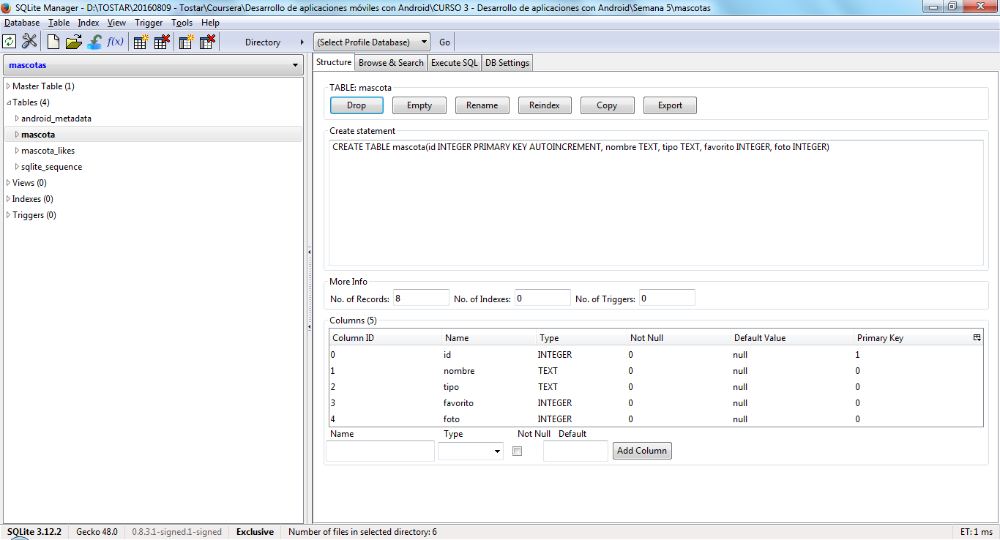 SQLite Manager - D:\TOSTAR\20160809 - Tostar\Coursera\Desarrollo de aplicaciones móviles con Android\CURSO 3 - Desarrollo de aplicaciones con Android\Semana 5\mascotas
Database Table Index View Trigger Tools Help
f(x) Directory (Select Profile Database) Go
mascotas
Master Table (1)
Tables (4)
android_metadata
mascota
mascota_likes
sqlite_sequence
Views (0)
Indexes (0)
Triggers (0)
Structure Browse & Search Execute SQL DB Settings
TABLE: mascota
Drop Empty Rename Reindex Copy Export
Create statement
CREATE TABLE mascota(id INTEGER PRIMARY KEY AUTOINCREMENT, nombre TEXT, tipo TEXT, favorito INTEGER, foto INTEGER)
More Info
No. of Records: 8 No. of Indexes: 0 No. of Triggers: 0
Columns (5)
Column ID Name Type Not Null Default Value Primary Key
0 id INTEGER 0 null 1
1 nombre TEXT 0 null 0
2 tipo TEXT 0 null 0
3 favorito INTEGER 0 null 0
4 foto INTEGER 0 null 0
Name Type Not Null Default
Add Column
SQLite 3.12.2 Gecko 48.0 0.8.3.1-signed.1-signed Exclusive Number of files in selected directory: 6 ET: 1 ms